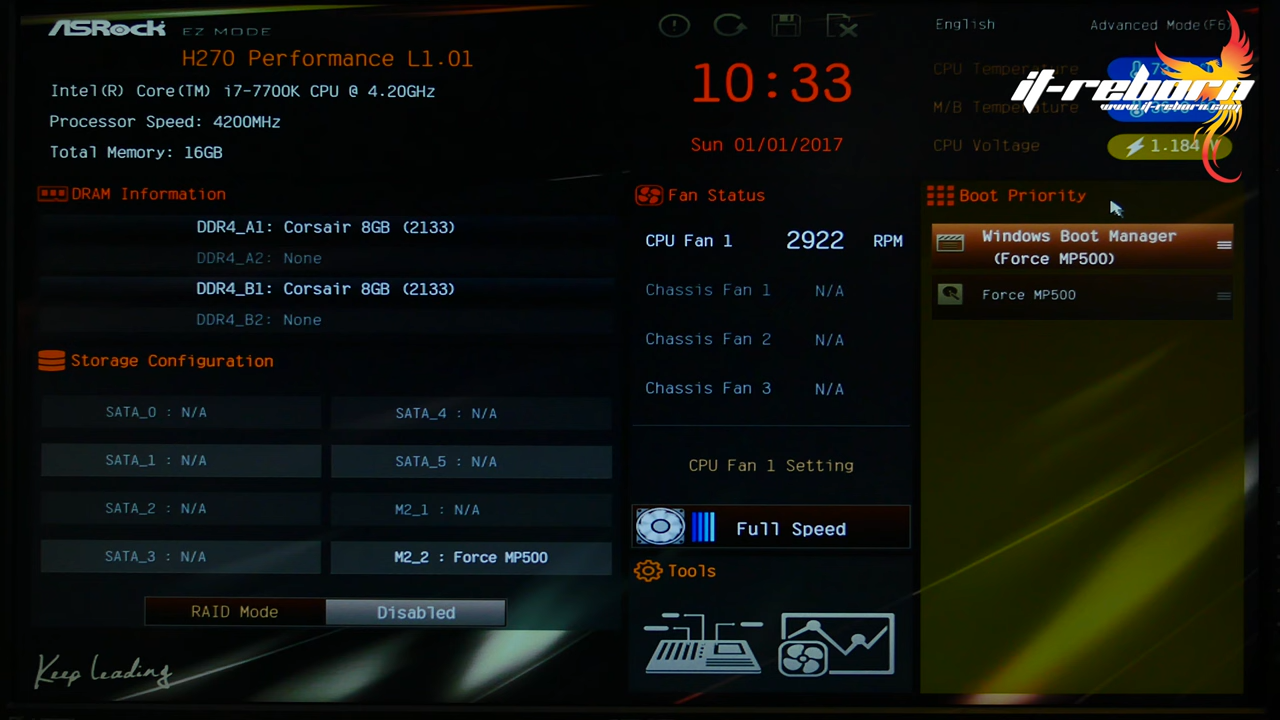 ASRock EZ MODE
H270 Performance L1.01
Intel(R) Core(TM) i7-7700K CPU @ 4.20GHz
Processor Speed: 4200MHz
Total Memory: 16GB
10:33
Sun 01/01/2017
English
Advanced Mode(F6)
CPU Temperature
M/B Temperature
CPU Voltage 1.184 V
it-reborn
www.it-reborn.com
DRAM Information
DDR4_A1: Corsair 8GB (2133)
DDR4_A2: None
DDR4_B1: Corsair 8GB (2133)
DDR4_B2: None
Storage Configuration
SATA_0 : N/A
SATA_4 : N/A
SATA_1 : N/A
SATA_5 : N/A
SATA_2 : N/A
M2_1 : N/A
SATA_3 : N/A
M2_2 : Force MP500
RAID Mode Disabled
Keep Leading
Fan Status
CPU Fan 1 2922 RPM
Chassis Fan 1 N/A
Chassis Fan 2 N/A
Chassis Fan 3 N/A
CPU Fan 1 Setting
Full Speed
Tools
Boot Priority
Windows Boot Manager
(Force MP500)
Force MP500